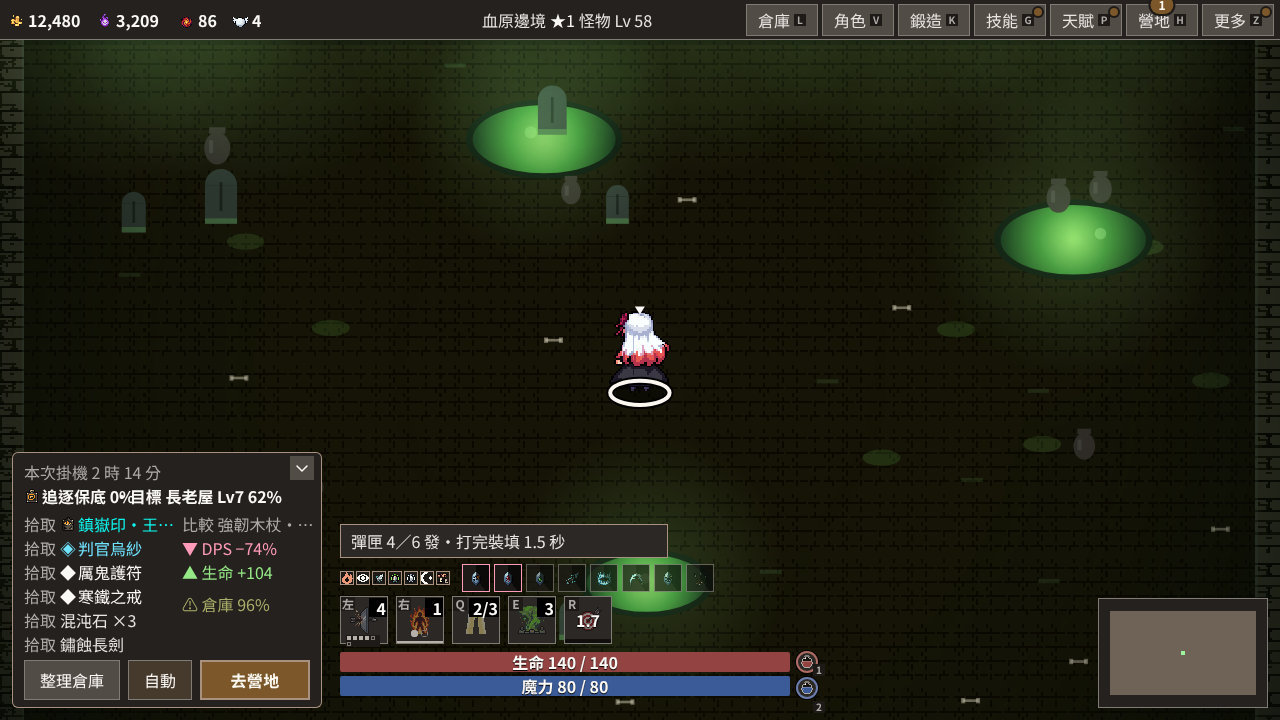 12,480 3,209 86 4
血原邊境 ★1 怪物 Lv 58
倉庫 L 角色 V 鍛造 K 技能 G 天賦 P 營地 H 更多 Z
1
本次掛機 2 時 14 分
追逐保底 0%目標 長老屋 Lv7 62%
拾取 鎮嶽印・王… 比較 強韌木杖・…
拾取 判官烏紗 ▼DPS −74%
拾取 厲鬼護符 ▲生命 +104
拾取 寒鐵之戒
倉庫 96%
拾取 混沌石 ×3
拾取 鏽蝕長劍
整理倉庫 自動 去營地
彈匣 4／6 發・打完裝填 1.5 秒
左 4 右 1 Q 2/3 E 3 R 1.7
生命 140 / 140 1
魔力 80 / 80 2